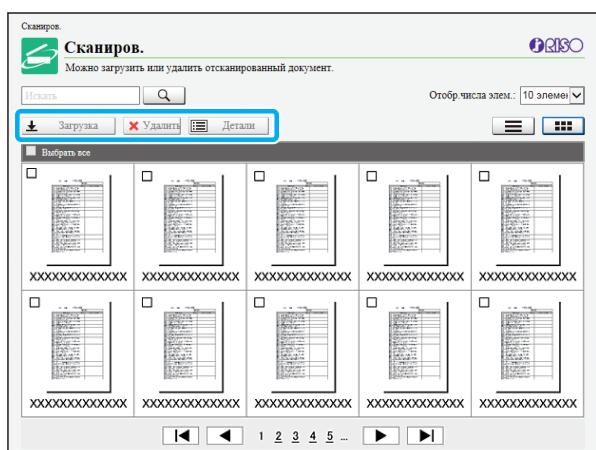 Сканиров.
Сканиров.
RISO
Можно загрузить или удалить отсканированный документ.
Искать
Отобр.числа элем.: 10 элемен
Загрузка Удалить Детали
Выбрать все
XXXXXXXXXXXXX XXXXXXXXXXXXX XXXXXXXXXXXXX XXXXXXXXXXXXX XXXXXXXXXXXXX
XXXXXXXXXXXXX XXXXXXXXXXXXX XXXXXXXXXXXXX XXXXXXXXXXXXX XXXXXXXXXXXXX
1 2 3 4 5 ...